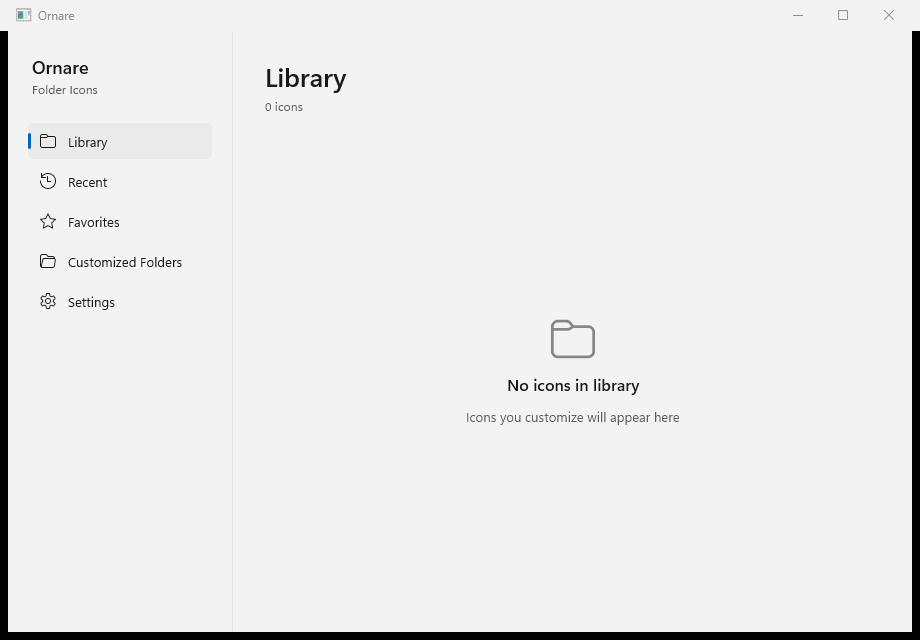 Ornare
Ornare
Folder Icons
Library
Recent
Favorites
Customized Folders
Settings
Library
0 icons
No icons in library
Icons you customize will appear here